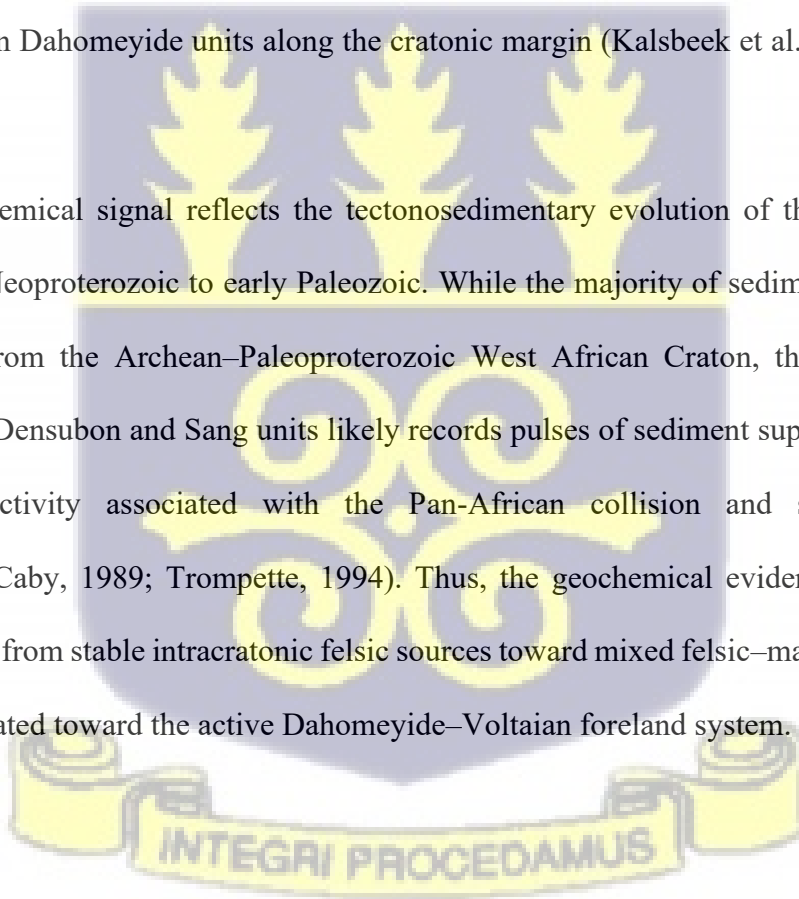 n Dahomeyide units along the cratonic margin (Kalsbeek et al.
emical signal reflects the tectonosedimentary evolution of th
Neoproterozoic to early Paleozoic. While the majority of sedim
rom the Archean–Paleoproterozoic West African Craton, th
Densubon and Sang units likely records pulses of sediment sup
ctivity associated with the Pan-African collision and s
Caby, 1989; Trompette, 1994). Thus, the geochemical eviden
from stable intracratonic felsic sources toward mixed felsic–ma
ated toward the active Dahomeyide–Voltaian foreland system.
INTEGRI PROCEDAMUS